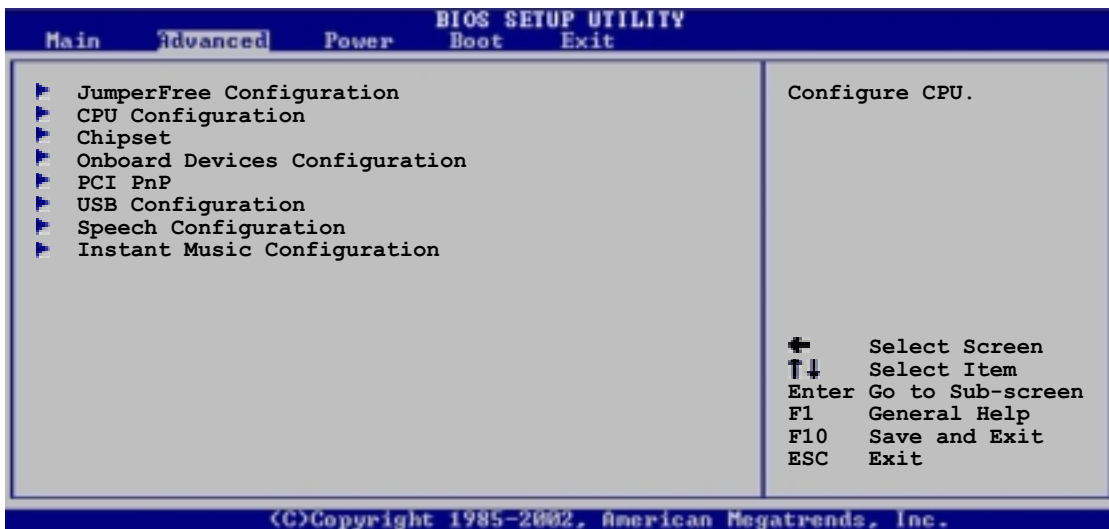 BIOS SETUP UTILITY
Main Advanced Power Boot Exit
JumperFree Configuration
CPU Configuration
Chipset
Onboard Devices Configuration
PCI PnP
USB Configuration
Speech Configuration
Instant Music Configuration
Configure CPU.
← Select Screen
↑↓ Select Item
Enter Go to Sub-screen
F1 General Help
F10 Save and Exit
ESC Exit
(C)Copyright 1985-2002, American Megatrends, Inc.